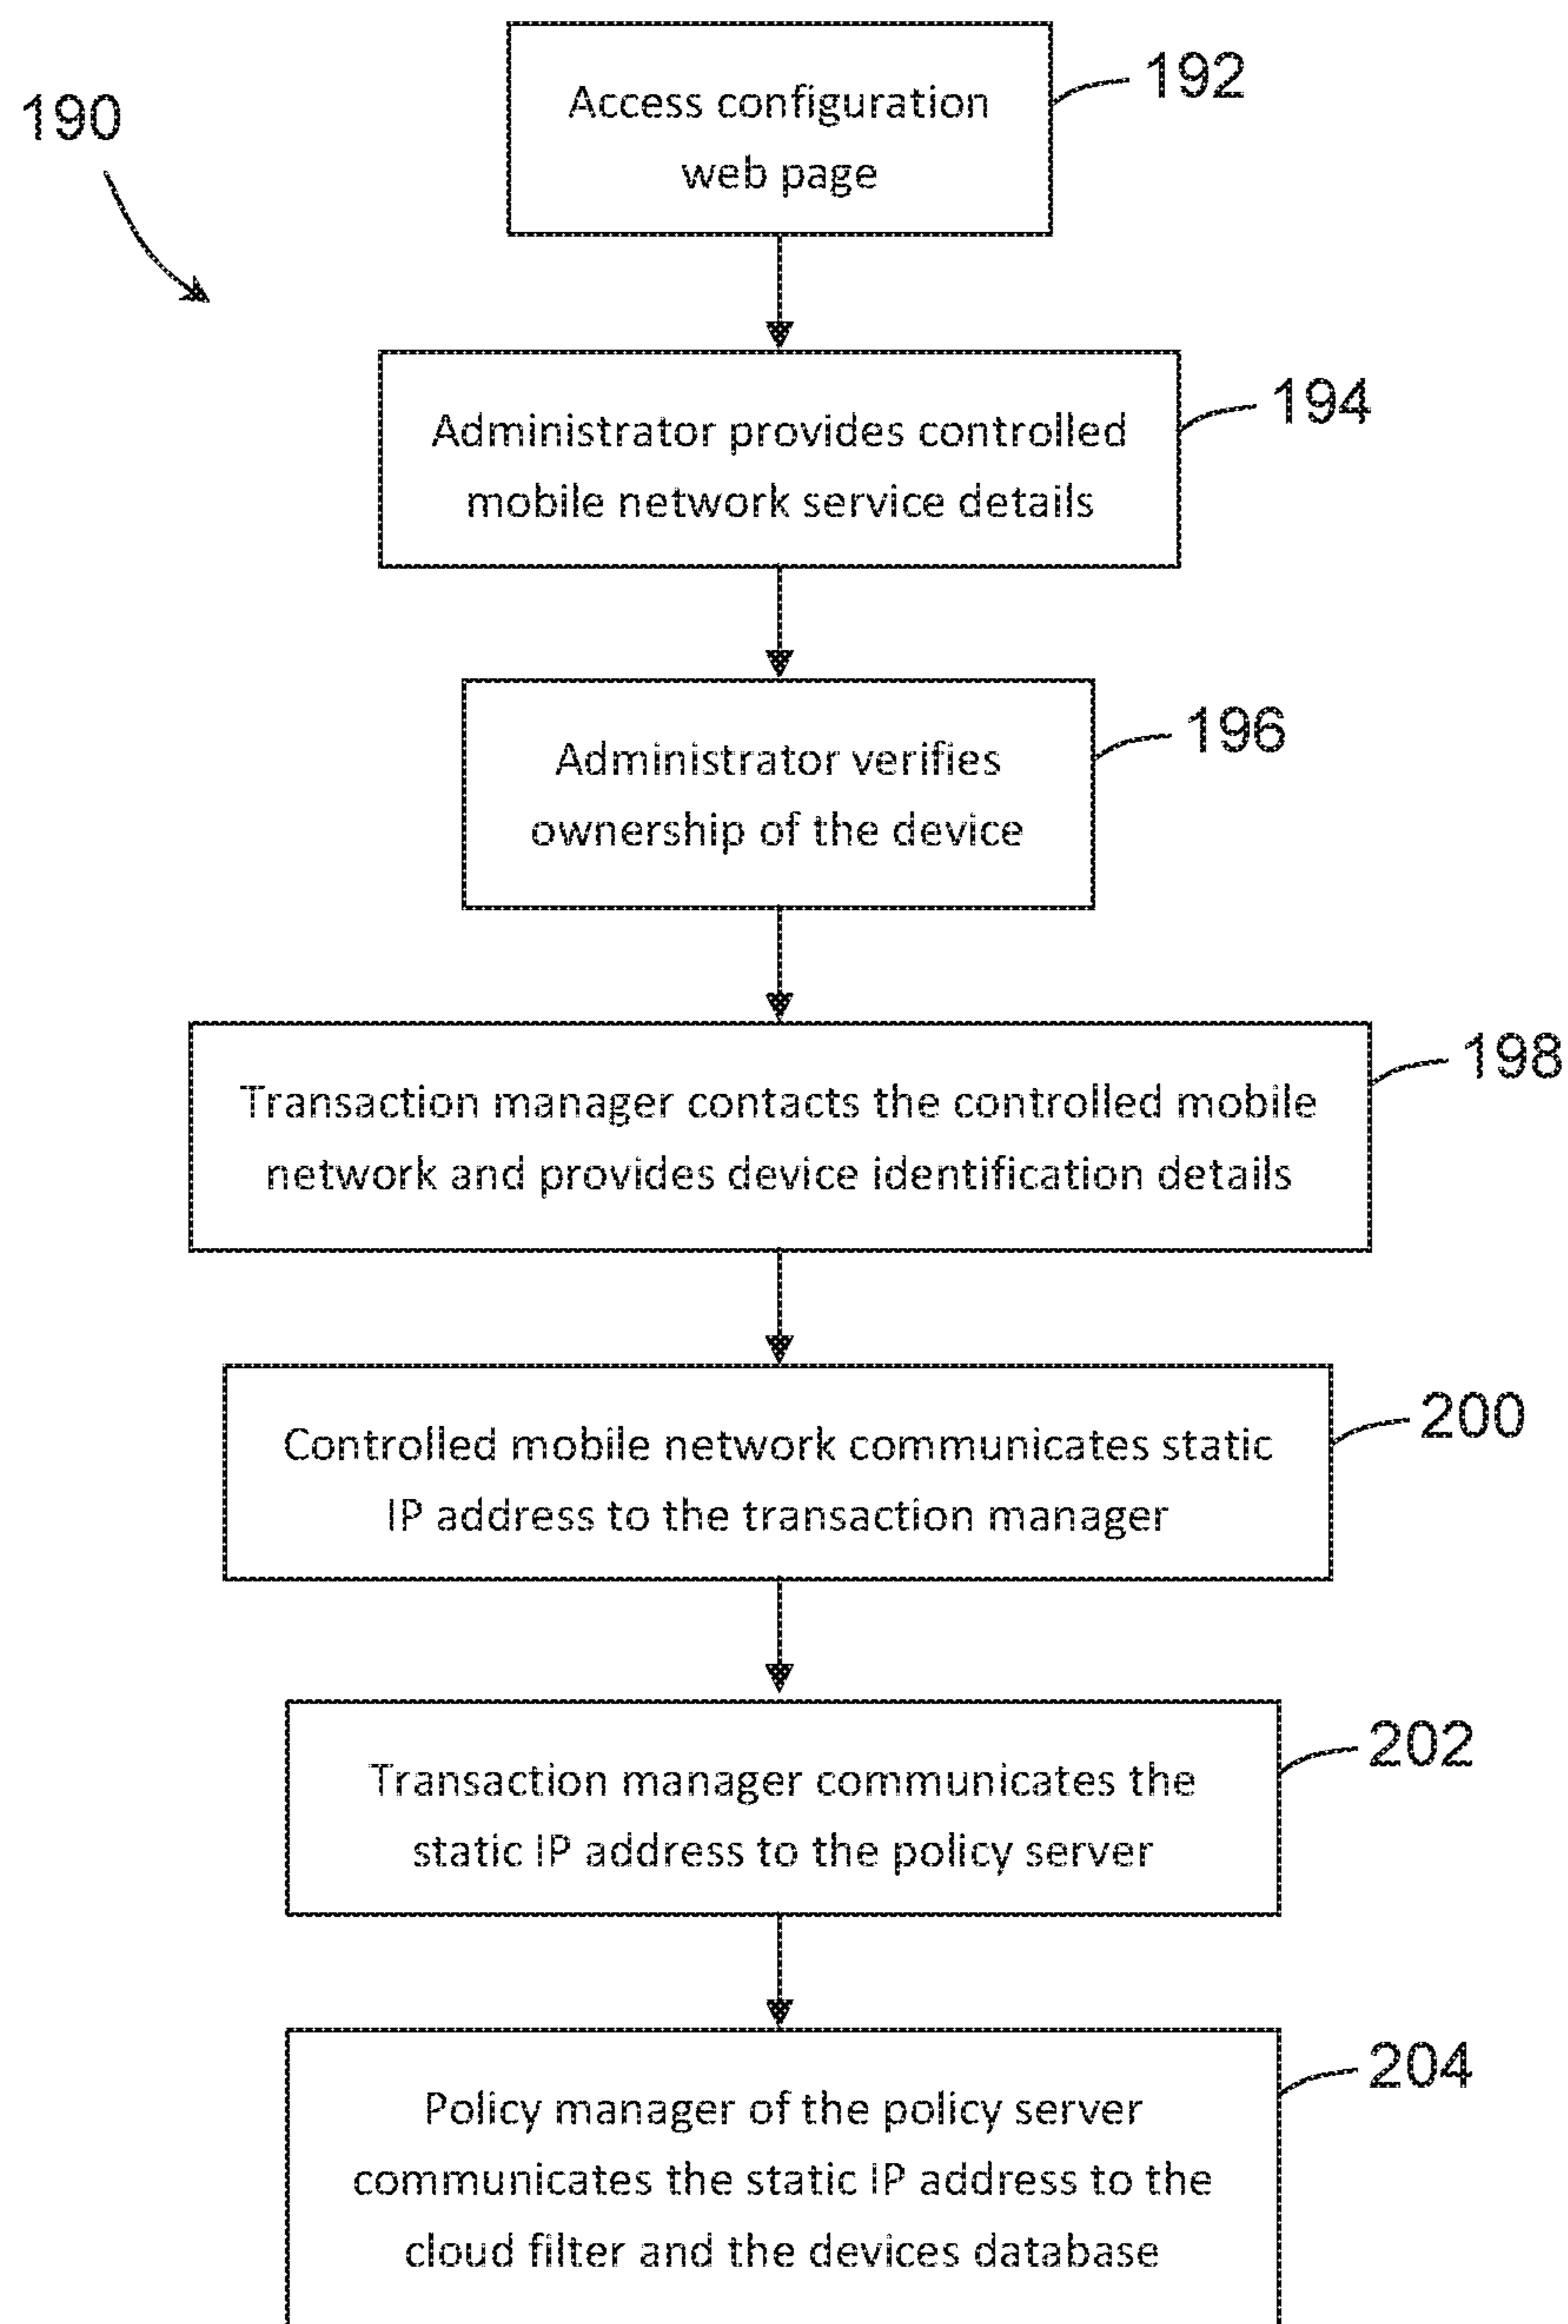 190
Access configuration
web page
192
Administrator provides controlled
mobile network service details
194
Administrator verifies
ownership of the device
196
Transaction manager contacts the controlled mobile
network and provides device identification details
198
Controlled mobile network communicates static
IP address to the transaction manager
200
Transaction manager communicates the
static IP address to the policy server
202
Policy manager of the policy server
communicates the static IP address to the
cloud filter and the devices database
204